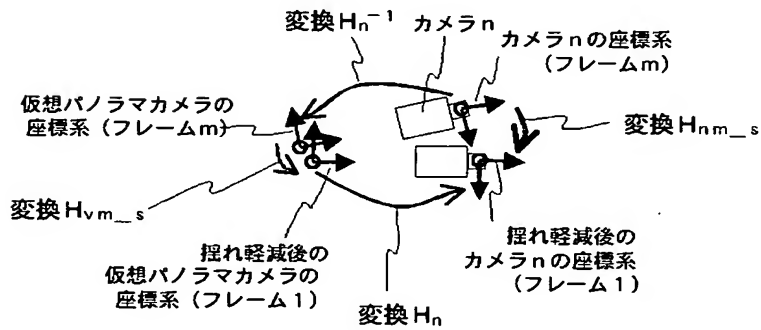 変換Hn⁻¹
カメラn
カメラnの座標系
(フレームm)
仮想パノラマカメラの
座標系(フレームm)
変換Hnm_s
変換Hvm_s
揺れ軽減後の
仮想パノラマカメラの
座標系(フレーム1)
揺れ軽減後の
カメラnの座標系
(フレーム1)
変換Hn